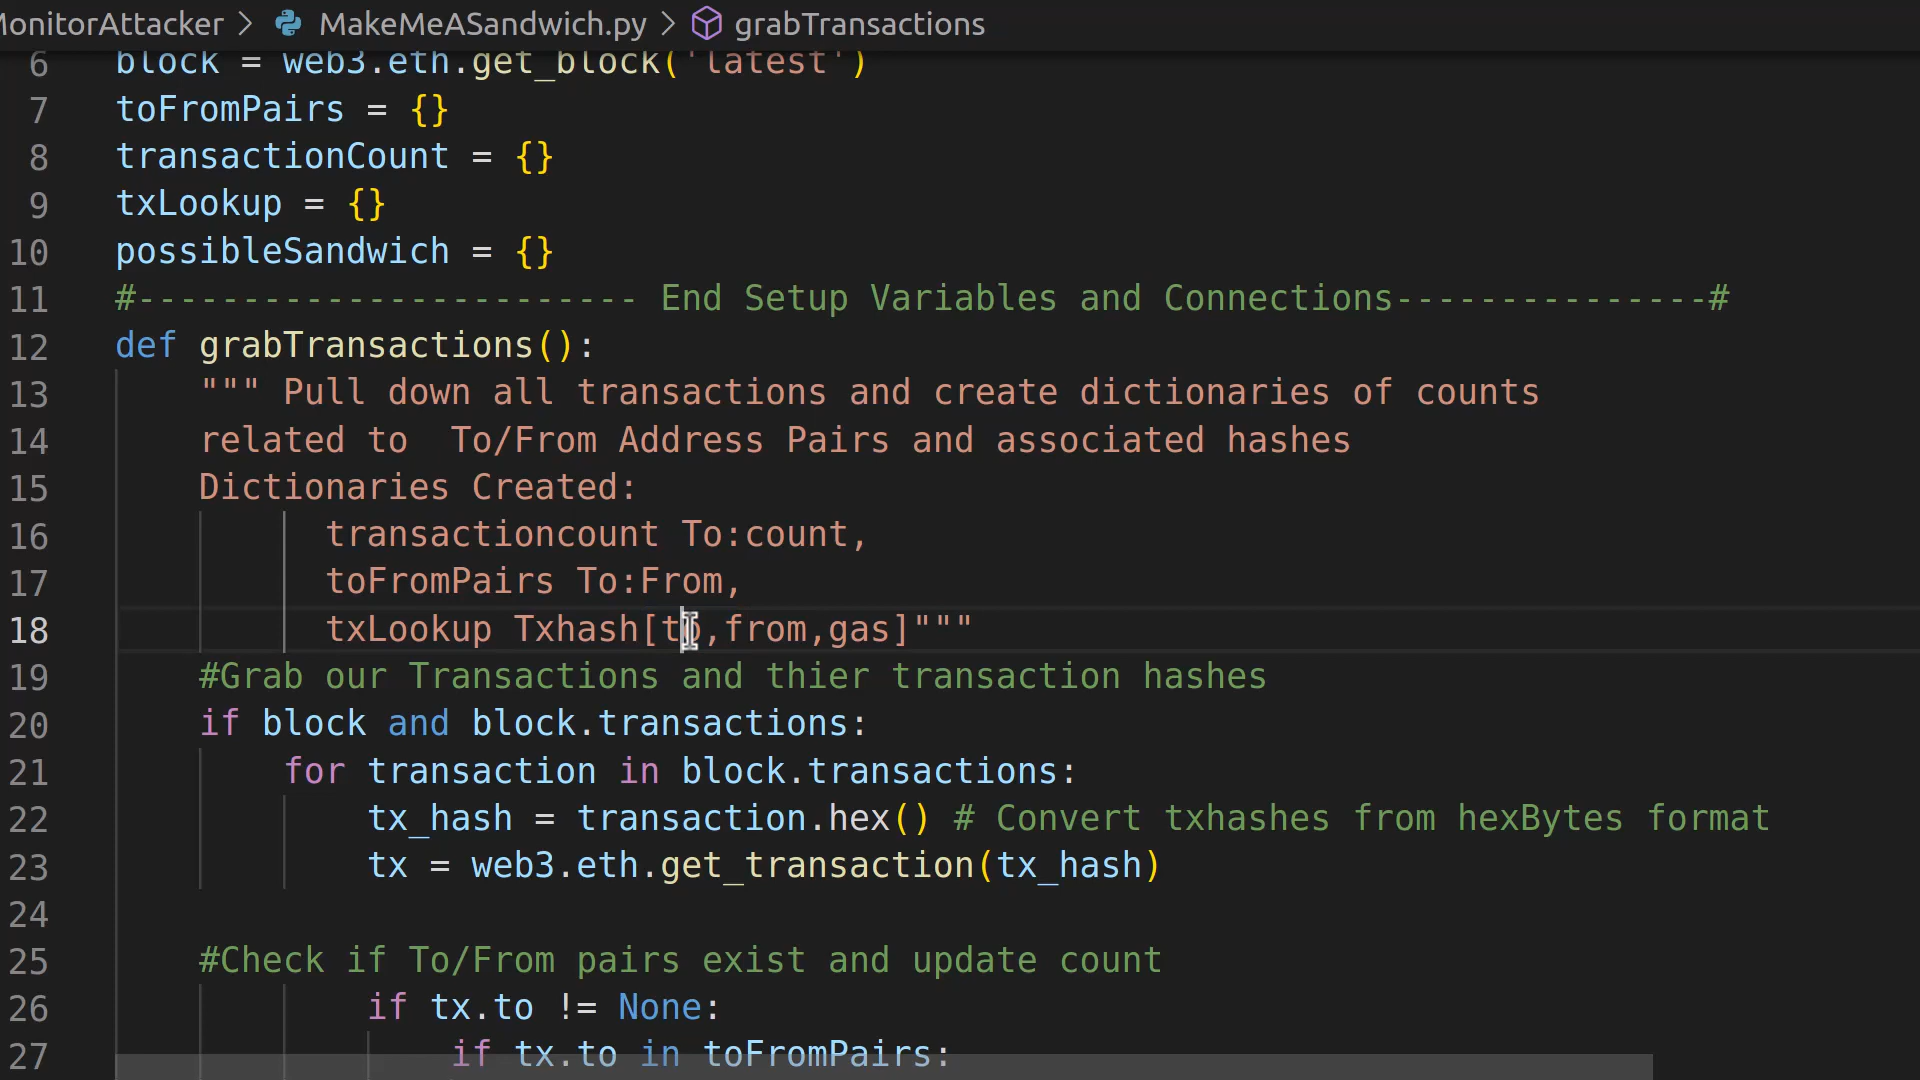 MonitorAttacker > MakeMeASandwich.py > grabTransactions
6 block = web3.eth.get_block('latest')
7 toFromPairs = {}
8 transactionCount = {}
9 txLookup = {}
10 possibleSandwich = {}
11 #------------------------ End Setup Variables and Connections---------------#
12 def grabTransactions():
13 """ Pull down all transactions and create dictionaries of counts
14 related to  To/From Address Pairs and associated hashes
15 Dictionaries Created:
16 transactioncount To:count,
17 toFromPairs To:From,
18 txLookup Txhash[to,from,gas]"""
19 #Grab our Transactions and thier transaction hashes
20 if block and block.transactions:
21 for transaction in block.transactions:
22 tx_hash = transaction.hex() # Convert txhashes from hexBytes format
23 tx = web3.eth.get_transaction(tx_hash)
24
25 #Check if To/From pairs exist and update count
26 if tx.to != None:
27 if tx.to in toFromPairs: